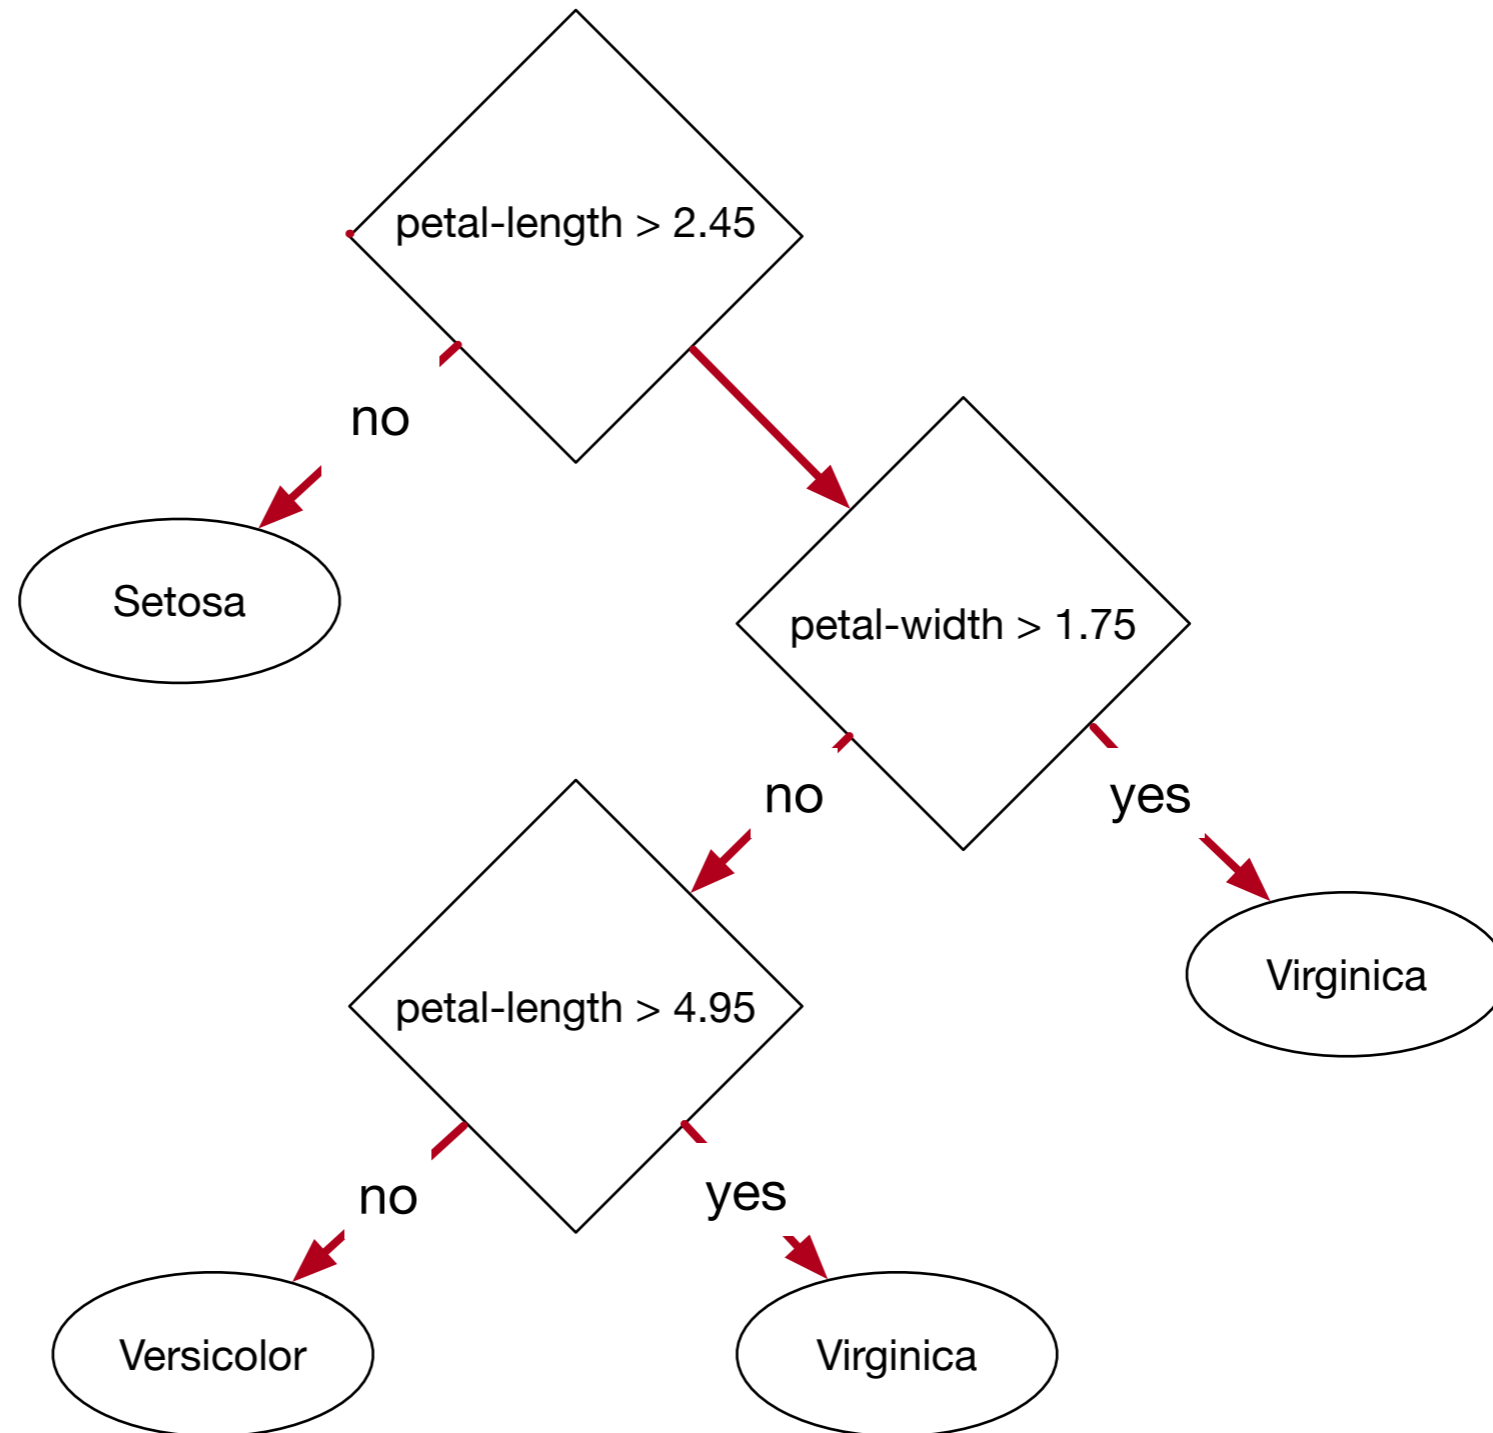 petal-length > 2.45
no
Setosa
petal-width > 1.75
no
yes
Virginica
petal-length > 4.95
no
yes
Versicolor
Virginica